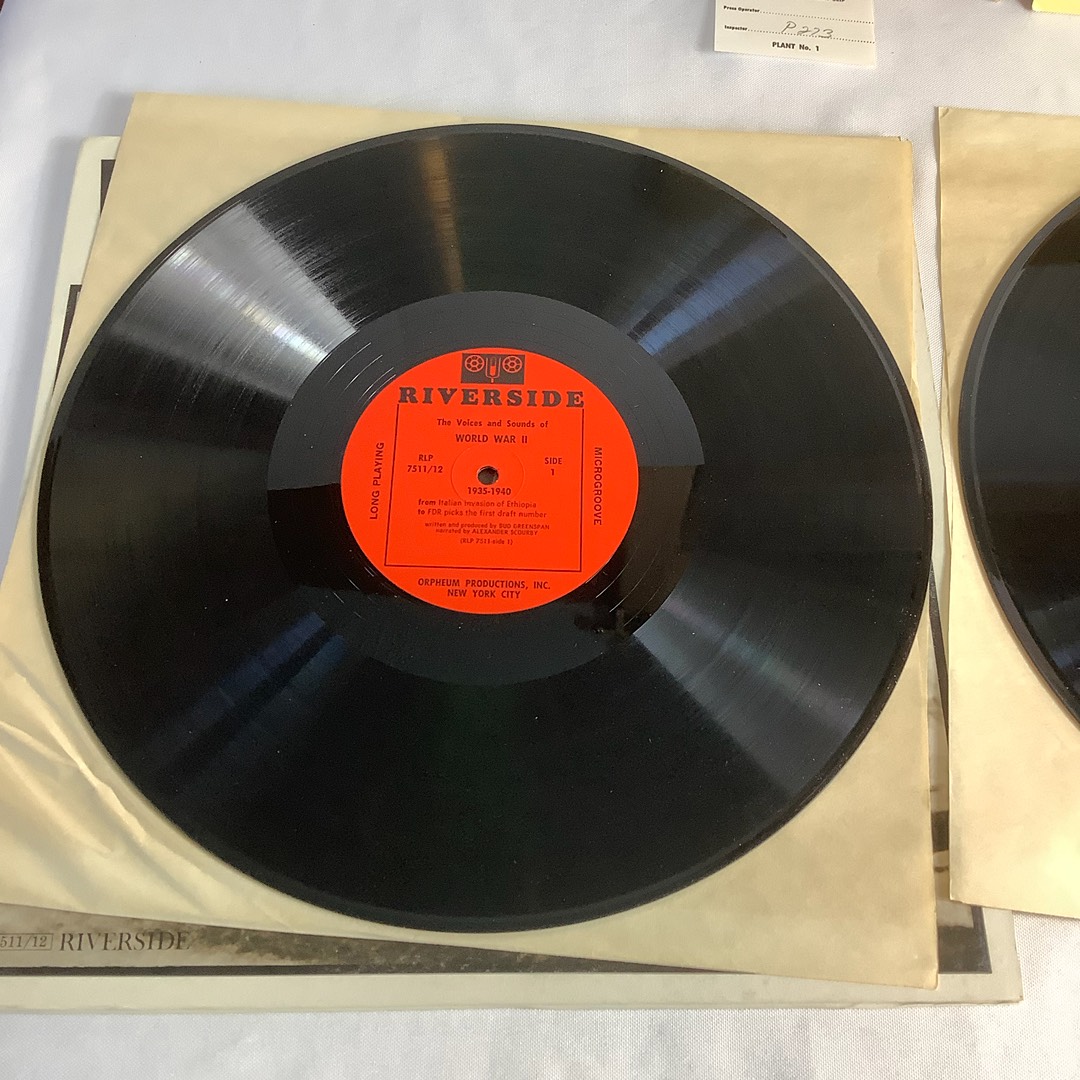 Press Operator
Inspector P 223
PLANT No. 1
RIVERSIDE
The Voices and Sounds of
WORLD WAR II
RLP
7511/12
SIDE
1
LONG PLAYING
MICROGROOVE
1935-1940
from Italian Invasion of Ethiopia
to FDR picks the first draft number
written and produced by BUD GREENSPAN
narrated by ALEXANDER SCOURBY
(RLP 7511-side 1)
ORPHEUM PRODUCTIONS, INC.
NEW YORK CITY
511/12 RIVERSIDE